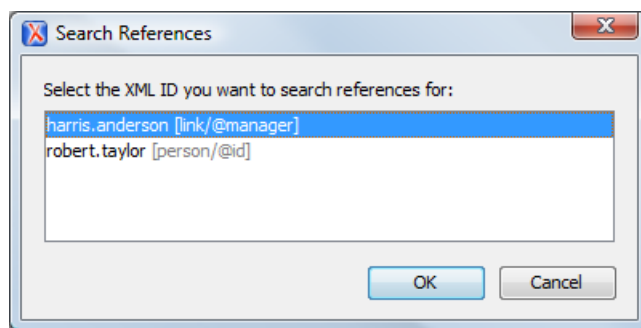 Search References
Select the XML ID you want to search references for:
harris.anderson [link/@manager]
robert.taylor [person/@id]
OK Cancel